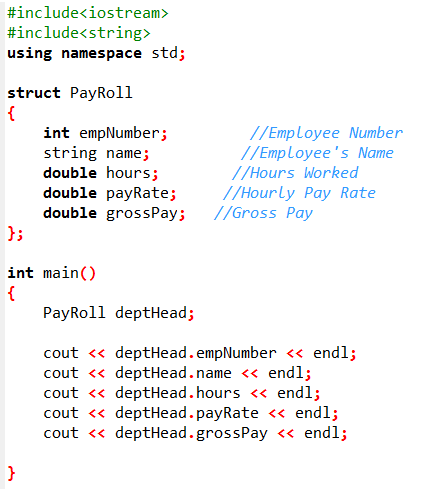 #include<iostream>
#include<string>
using namespace std;
struct PayRoll
{
int empNumber; //Employee Number
string name; //Employee's Name
double hours; //Hours Worked
double payRate; //Hourly Pay Rate
double grossPay; //Gross Pay
};
int main()
{
PayRoll deptHead;
cout << deptHead.empNumber << endl;
cout << deptHead.name << endl;
cout << deptHead.hours << endl;
cout << deptHead.payRate << endl;
cout << deptHead.grossPay << endl;
}